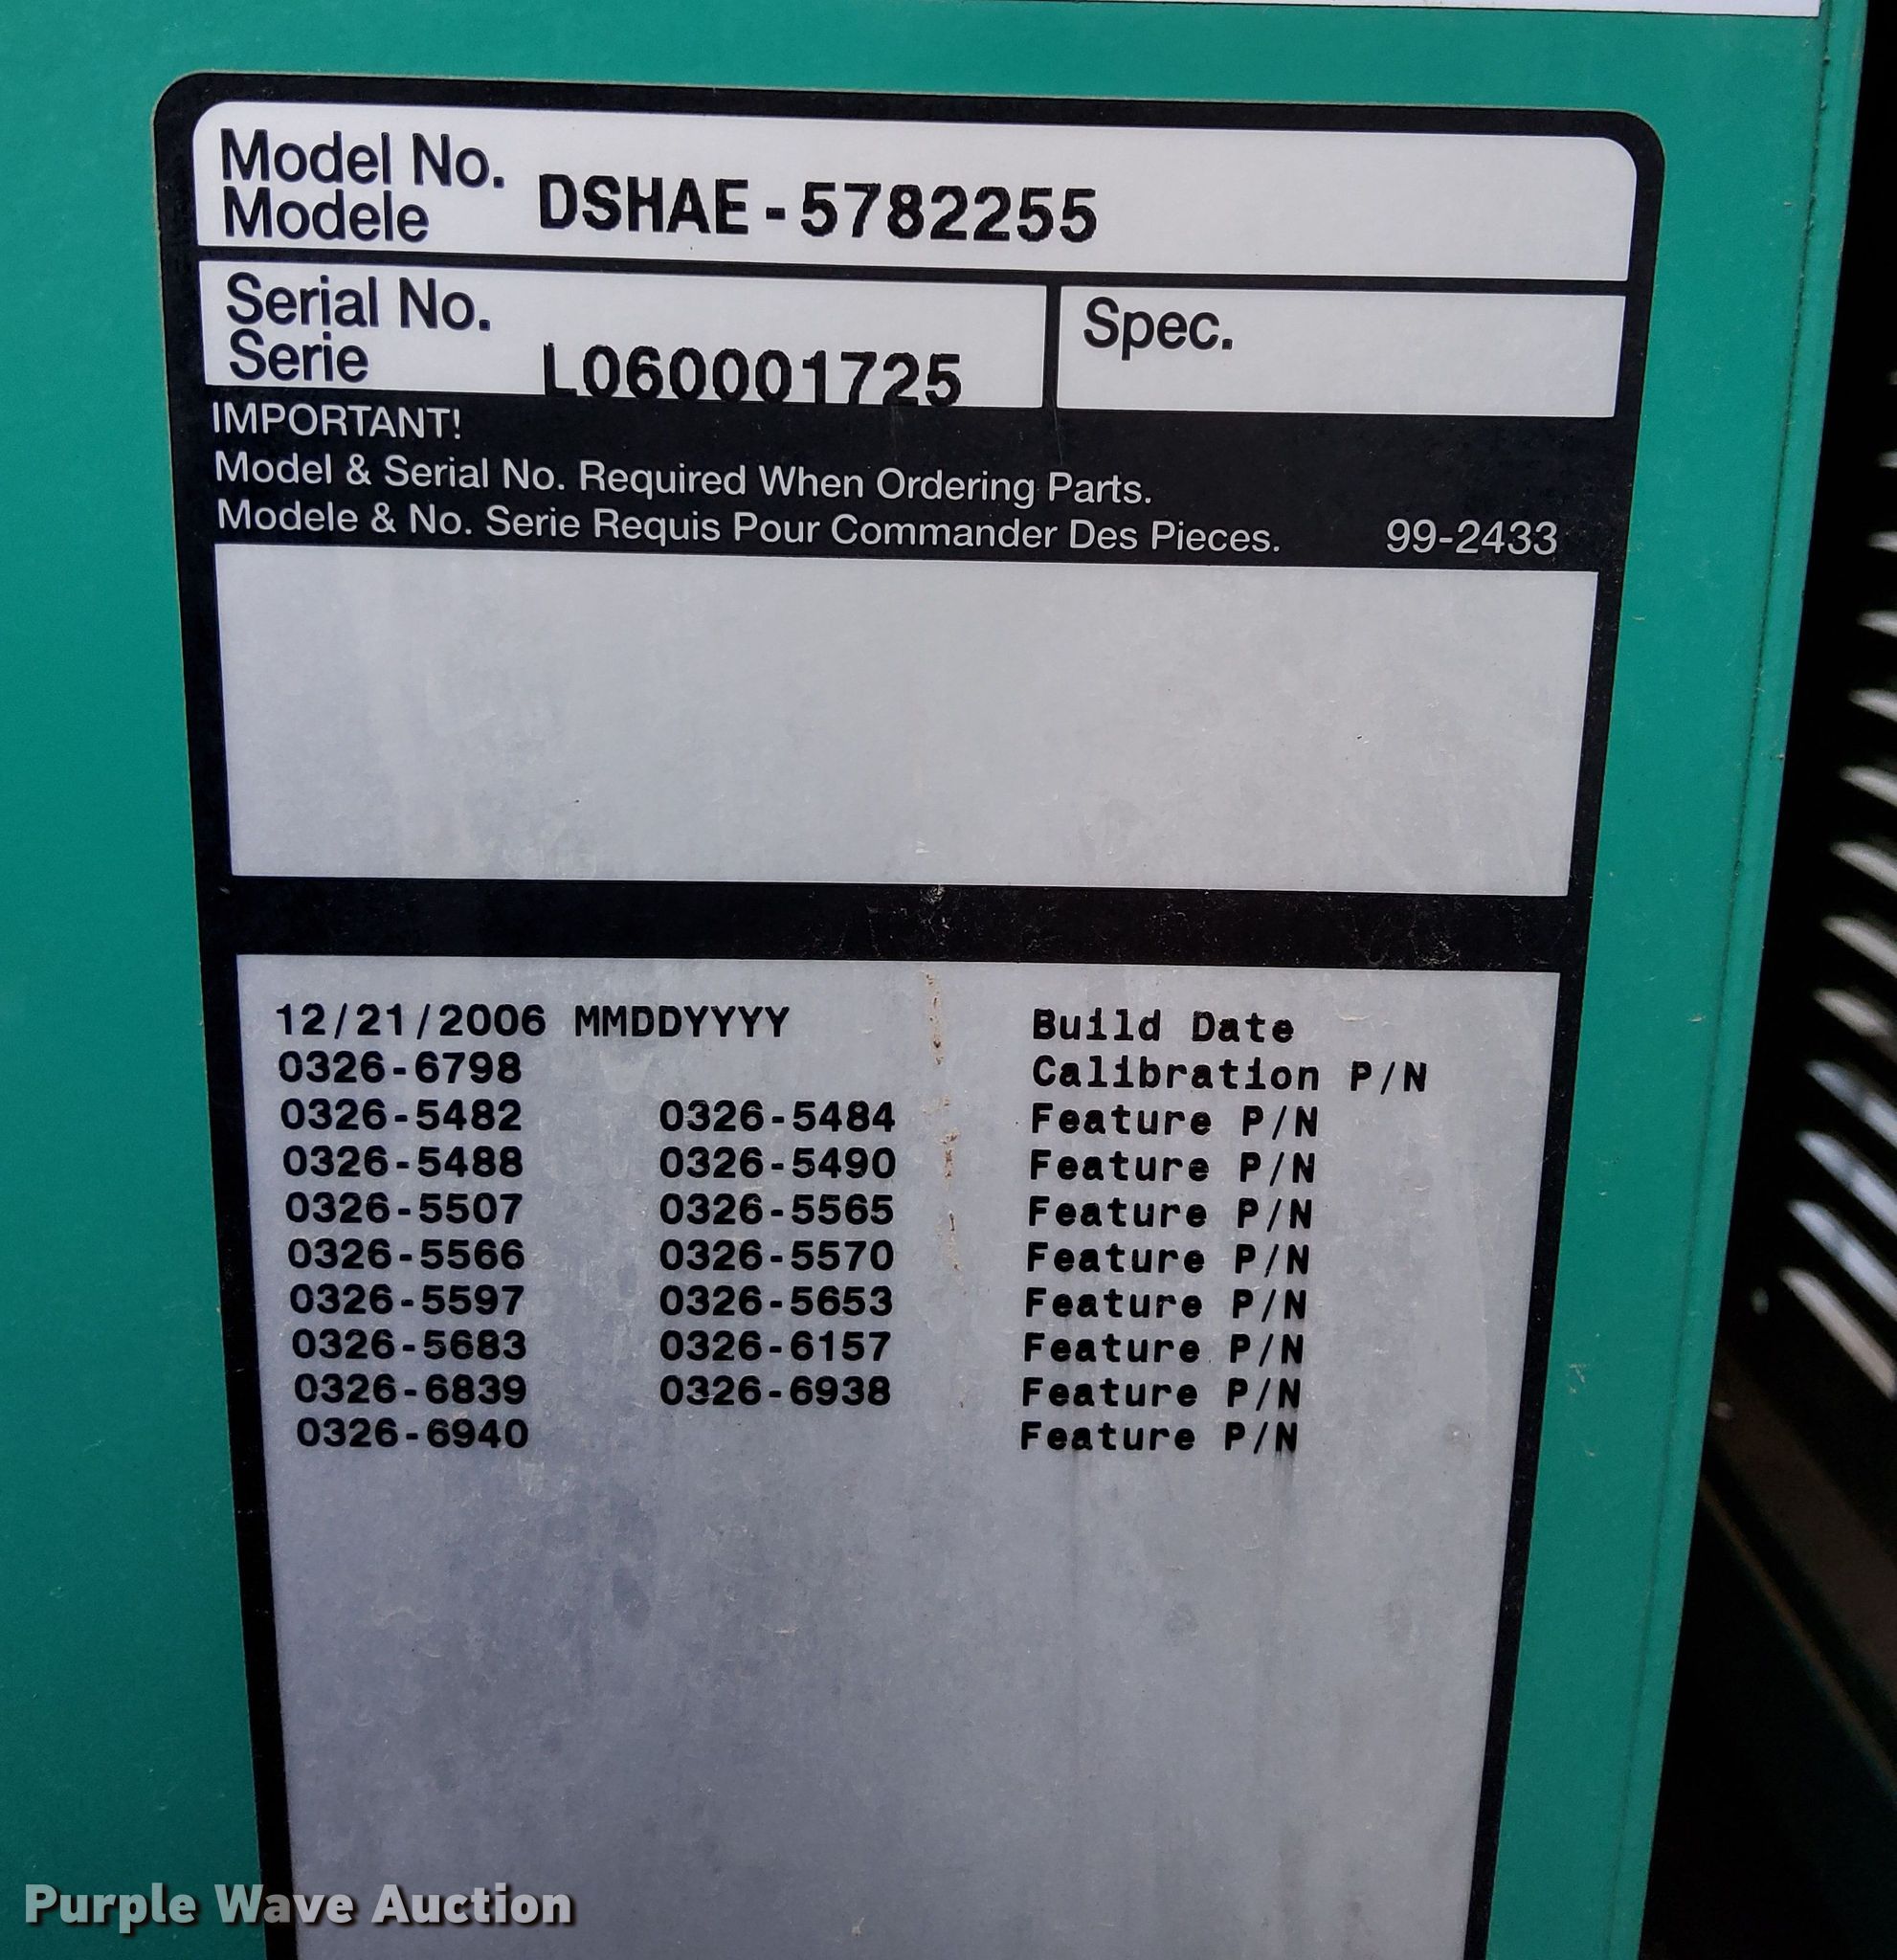 Model No.
Modele
DSHAE-5782255
Serial No.
Serie
L060001725
Spec.
IMPORTANT!
Model & Serial No. Required When Ordering Parts.
Modele & No. Serie Requis Pour Commander Des Pieces. 99-2433
12/21/2006 MMDDYYYY Build Date
0326-6798 Calibration P/N
0326-5482 0326-5484 Feature P/N
0326-5488 0326-5490 Feature P/N
0326-5507 0326-5565 Feature P/N
0326-5566 0326-5570 Feature P/N
0326-5597 0326-5653 Feature P/N
0326-5683 0326-6157 Feature P/N
0326-6839 0326-6938 Feature P/N
0326-6940 Feature P/N
Purple Wave Auction